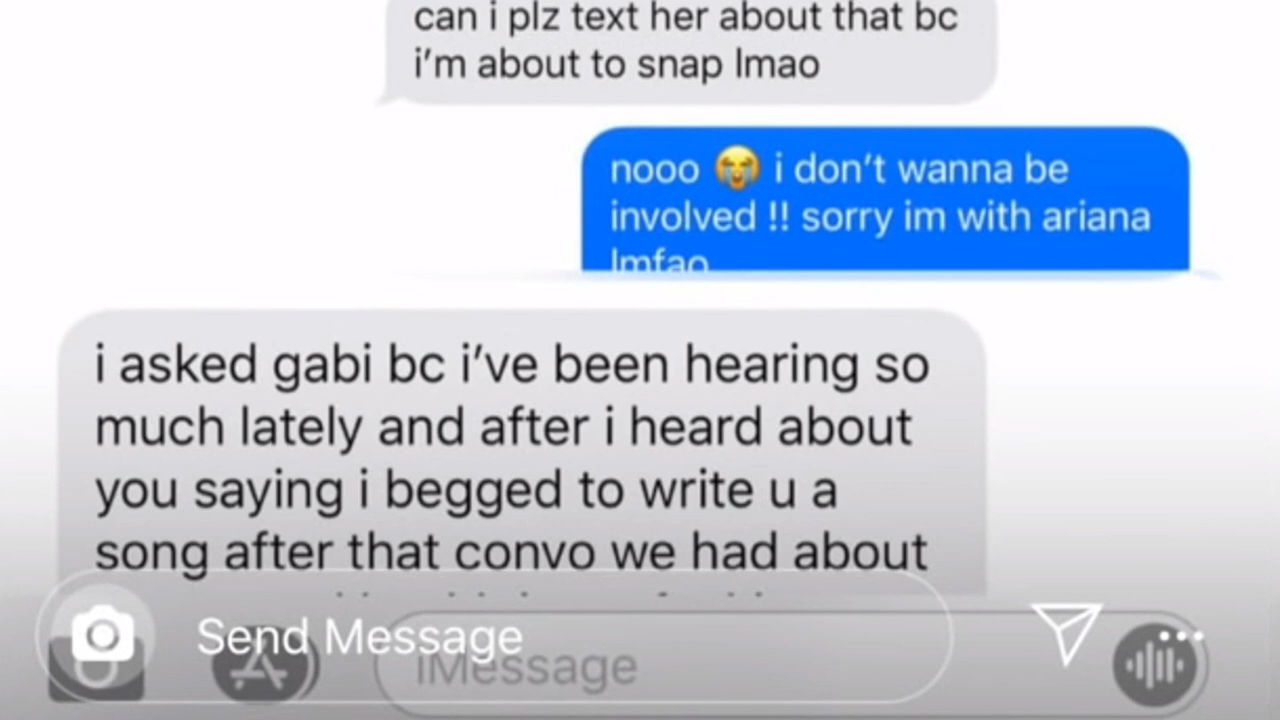 can i plz text her about that bc
i'm about to snap lmao
nooo 😭 i don't wanna be
involved !! sorry im with ariana
lmfao
i asked gabi bc i've been hearing so
much lately and after i heard about
you saying i begged to write u a
song after that convo we had about
Send Message
iMessage